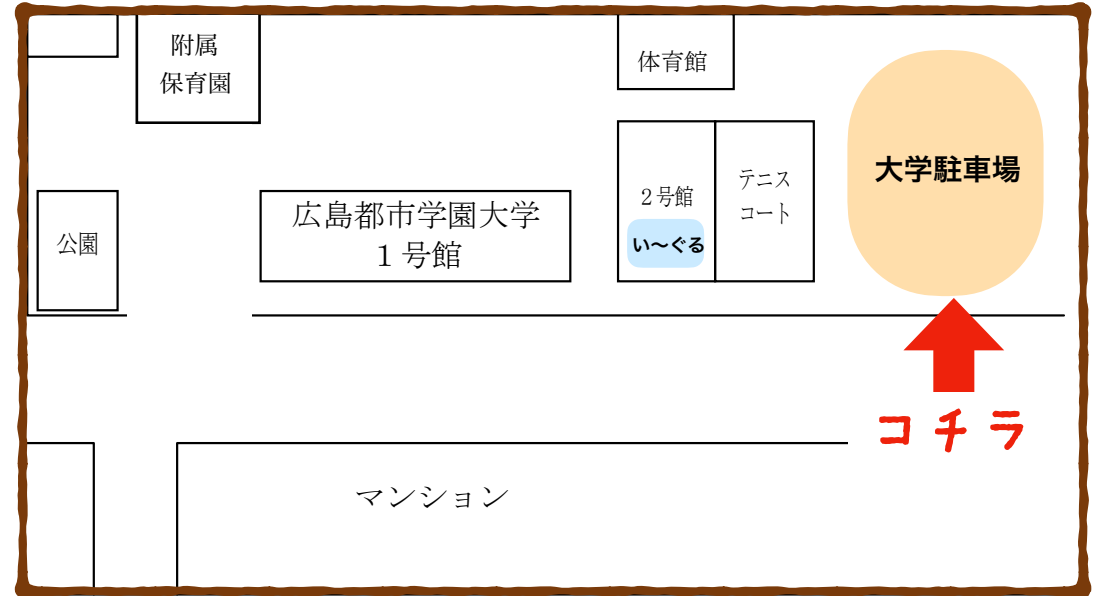 附属
保育園
体育館
大学駐車場
公園
広島都市学園大学
１号館
２号館
い～ぐる
テニス
コート
コチラ
マンション